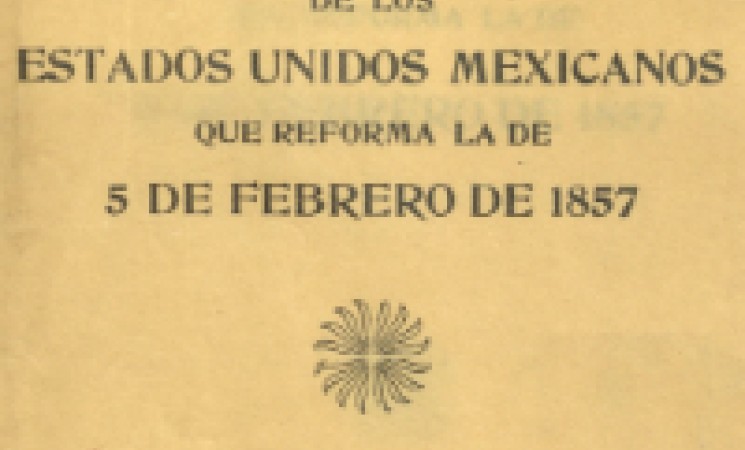 DE LOS
ESTADOS UNIDOS MEXICANOS
QUE REFORMA LA DE
5 DE FEBRERO DE 1857